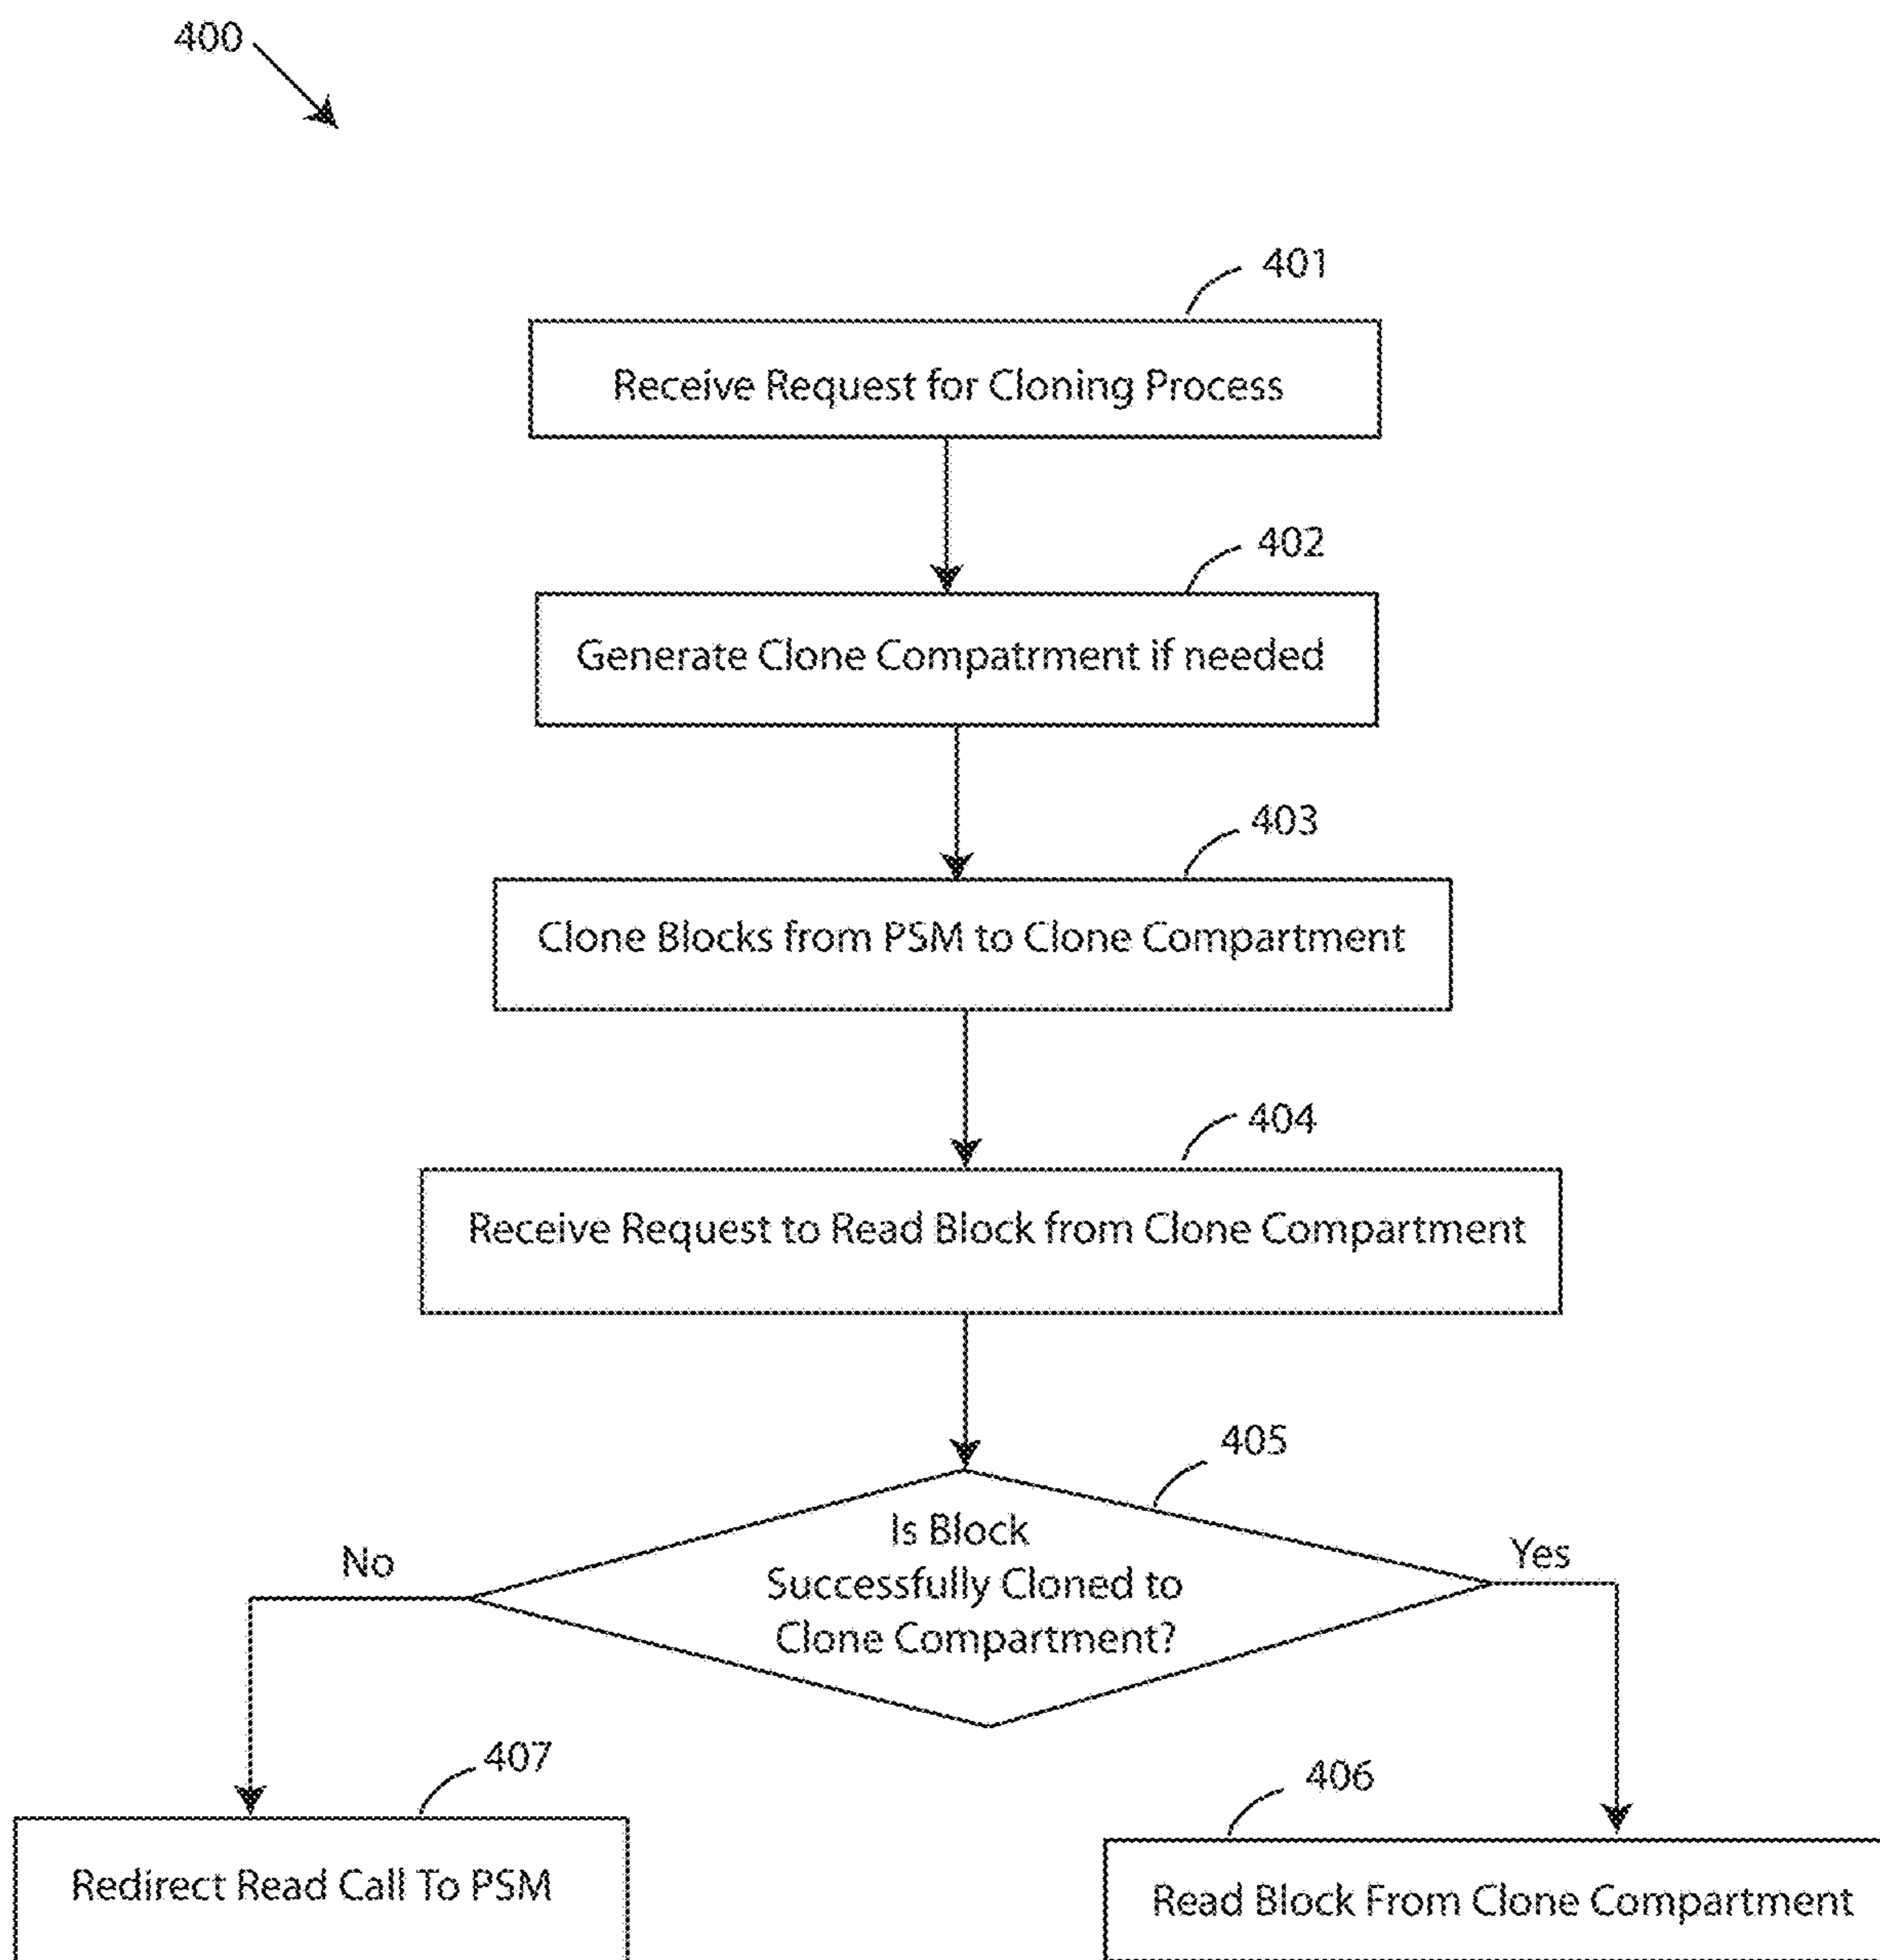 400
401
Receive Request for Cloning Process
402
Generate Clone Compatrment if needed
403
Clone Blocks from PSM to Clone Compartment
404
Receive Request to Read Block from Clone Compartment
405
Is Block
Successfully Cloned to
Clone Compartment?
No
Yes
407
Redirect Read Call To PSM
406
Read Block From Clone Compartment